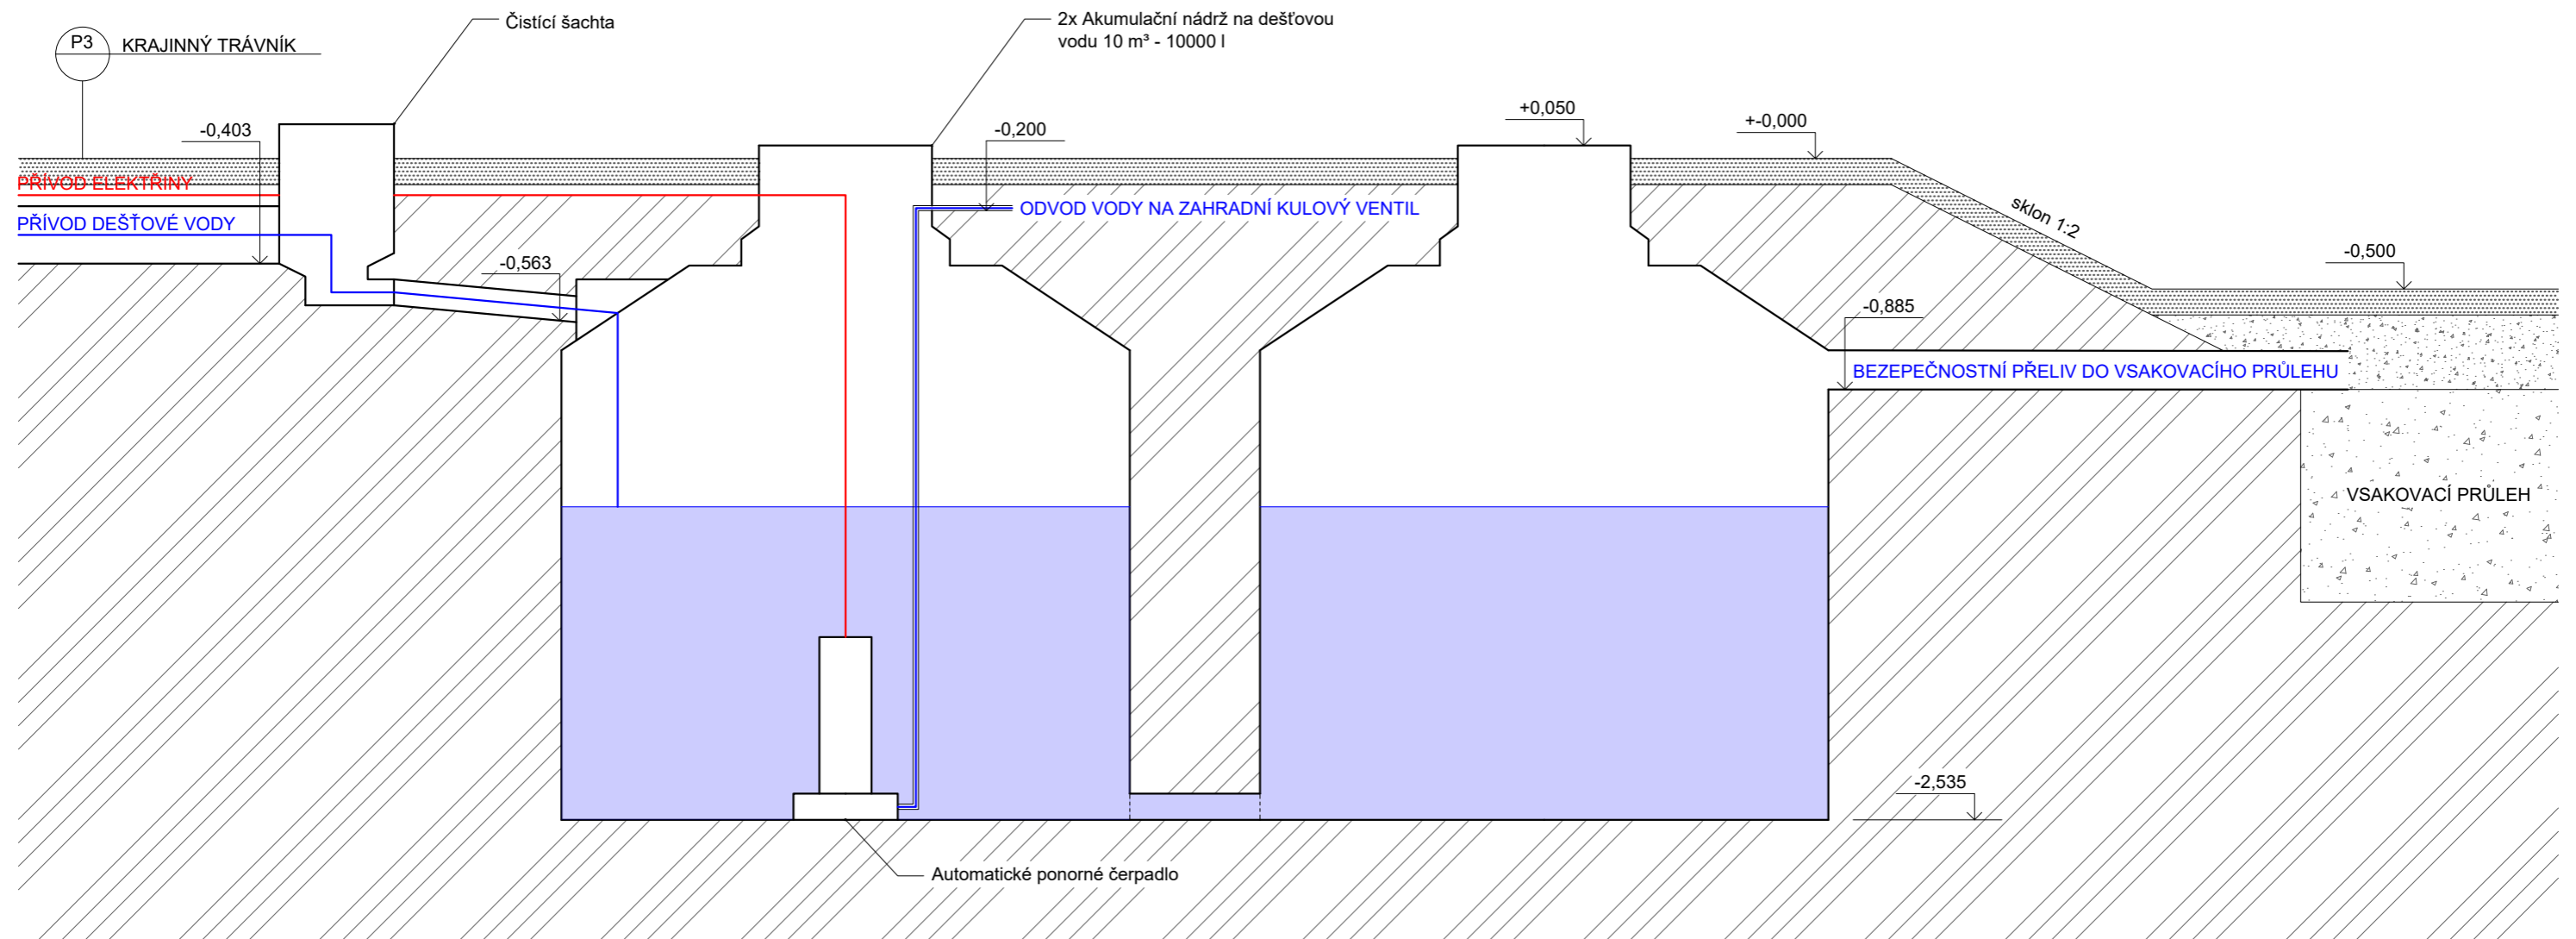 Čistící šachta
2x Akumulační nádrž na dešťovou
vodu 10 m³ - 10000 l
P3
KRAJINNÝ TRÁVNÍK
-0,403
-0,200
+0,050
+-0,000
PŘÍVOD ELEKTŘINY
PŘÍVOD DEŠŤOVÉ VODY
ODVOD VODY NA ZAHRADNÍ KULOVÝ VENTIL
sklon 1:2
-0,563
-0,500
-0,885
BEZEPEČNOSTNÍ PŘELIV DO VSAKOVACÍHO PRŮLEHU
VSAKOVACÍ PRŮLEH
-2,535
Automatické ponorné čerpadlo